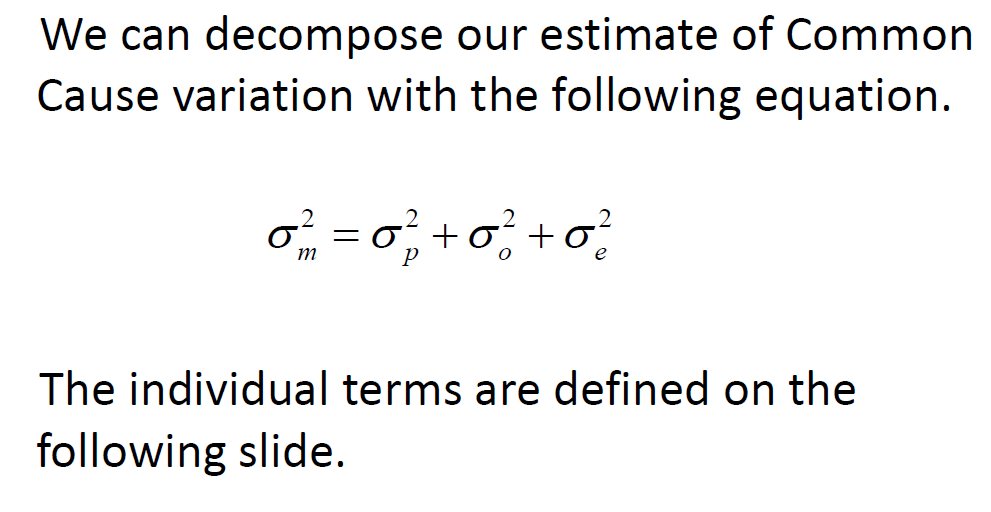 We can decompose our estimate of Common
Cause variation with the following equation.
σ²ₘ = σ²ₚ + σ²ₒ + σ²ₑ
The individual terms are defined on the
following slide.